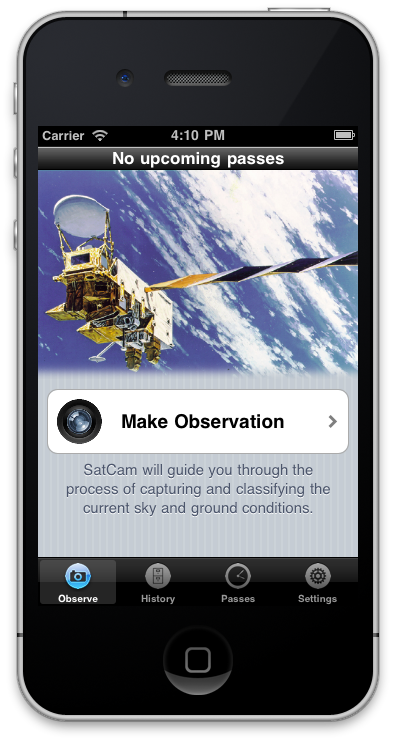 Carrier 4:10 PM
No upcoming passes
Make Observation
SatCam will guide you through the
process of capturing and classifying the
current sky and ground conditions.
Observe History Passes Settings